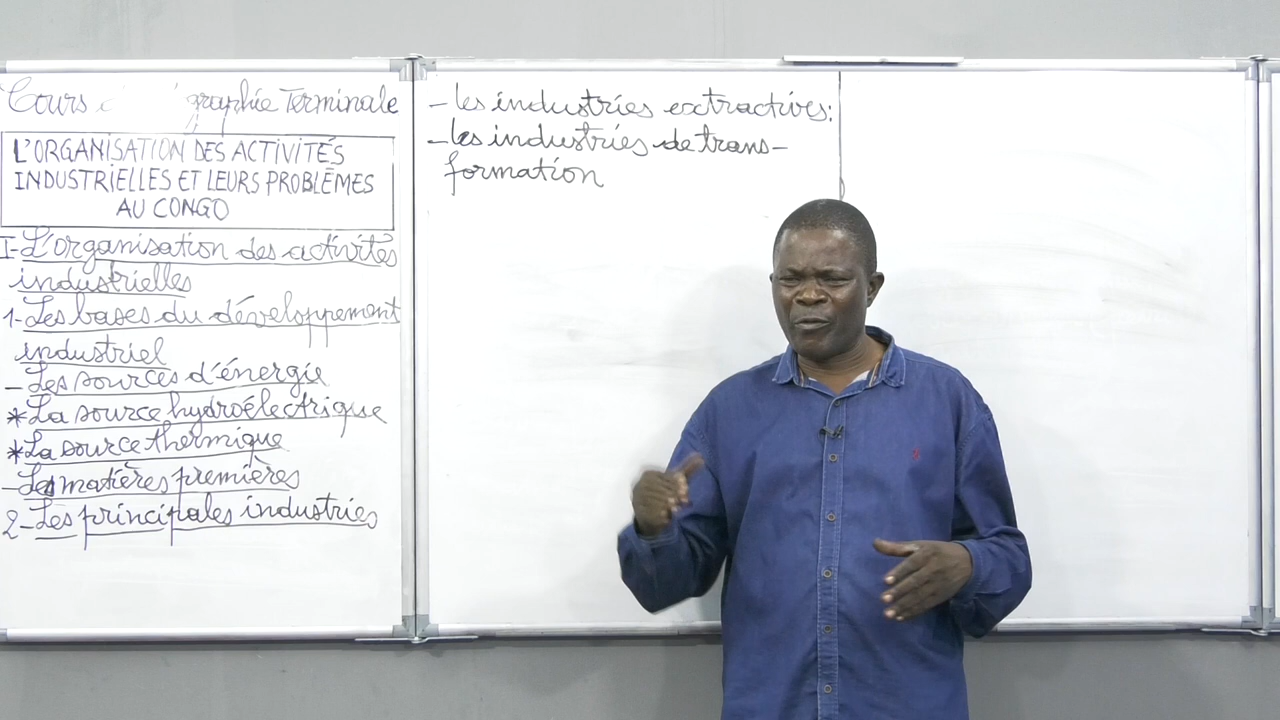 Cours graphie Terminale
L'ORGANISATION DES ACTIVITÉS
INDUSTRIELLES ET LEURS PROBLÈMES
AU CONGO
I-L'organisation des activités
industrielles
1-Les bases du développement
industriel
- Les sources d'énergie
*La source hydroélectrique
*La source thermique
-Les matières premières
2-Les principales industries
- les industries extractives:
-les industries de trans-
formation